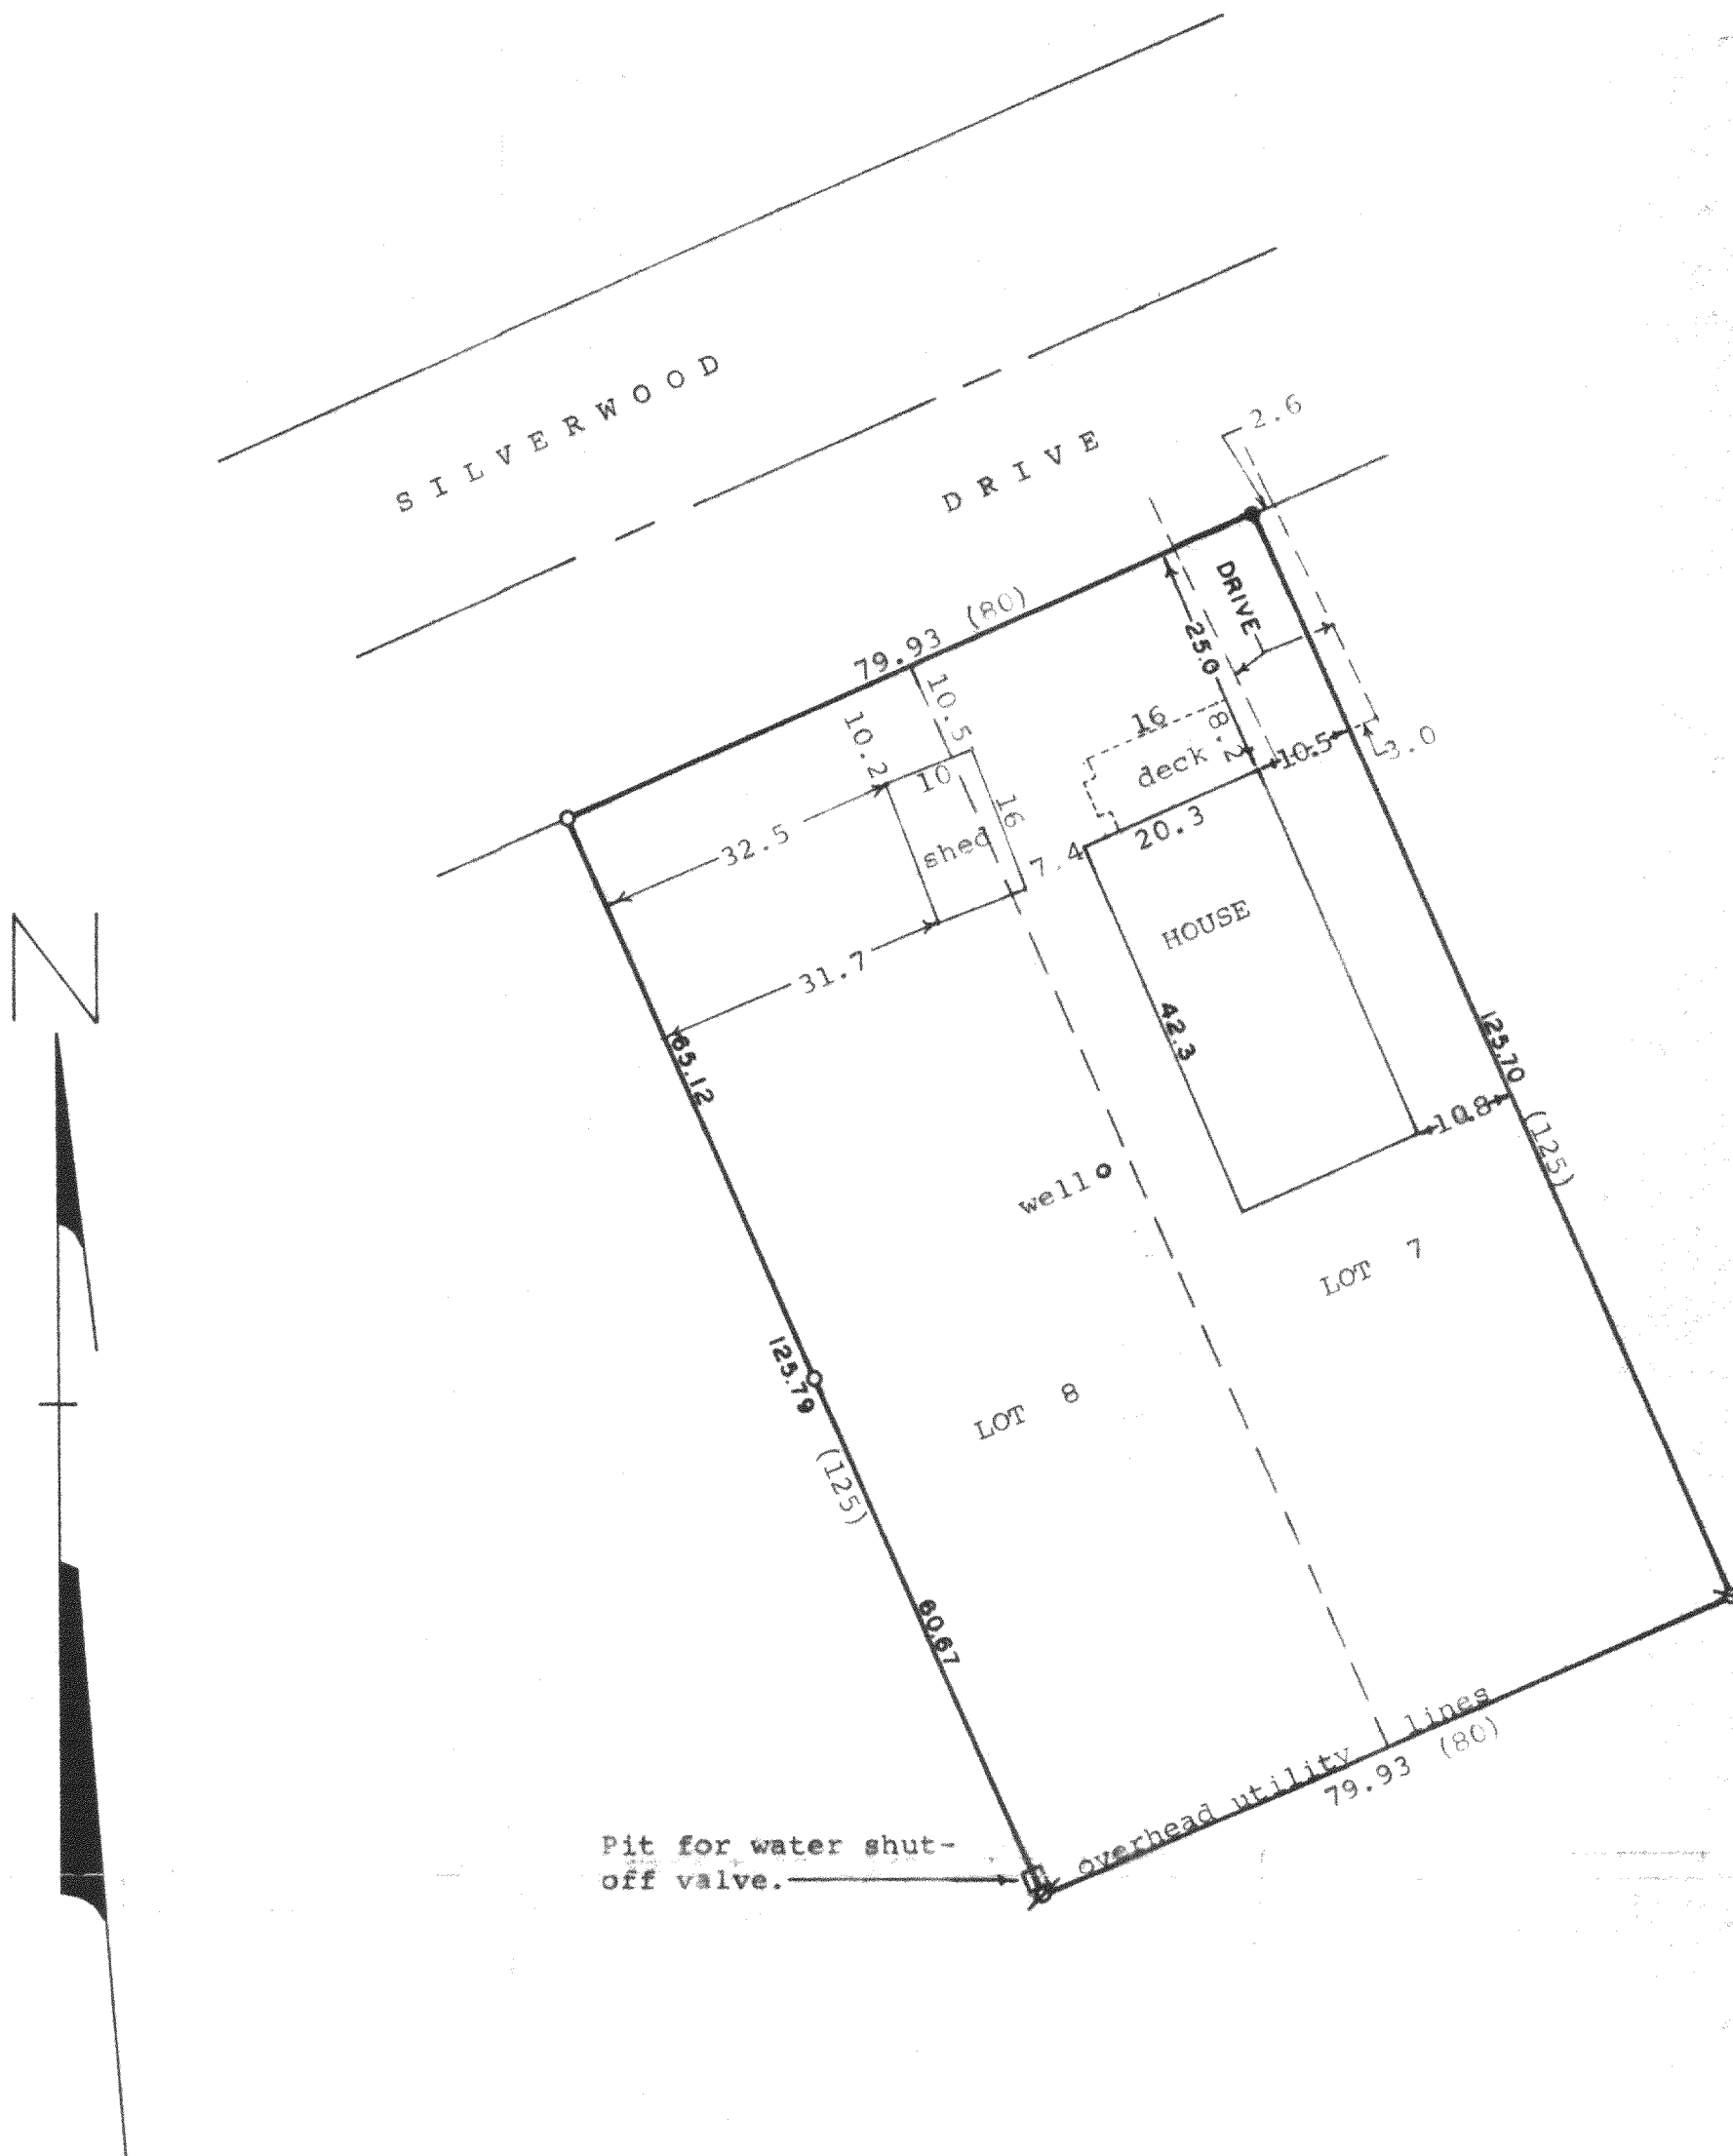 SILVERWOOD
DRIVE
2.6
79.93 (80)
DRIVE
25.0
10.5
10.2
10
16
shed
32.5
31.7
7.4
16
deck
8.2
20.3
10.5
3.0
HOUSE
42.3
N
65.12
125.70
(125)
10.8
well
LOT 7
LOT 8
125.79
(125)
60.67
overhead utility lines
79.93 (80)
Pit for water shut-
off valve.